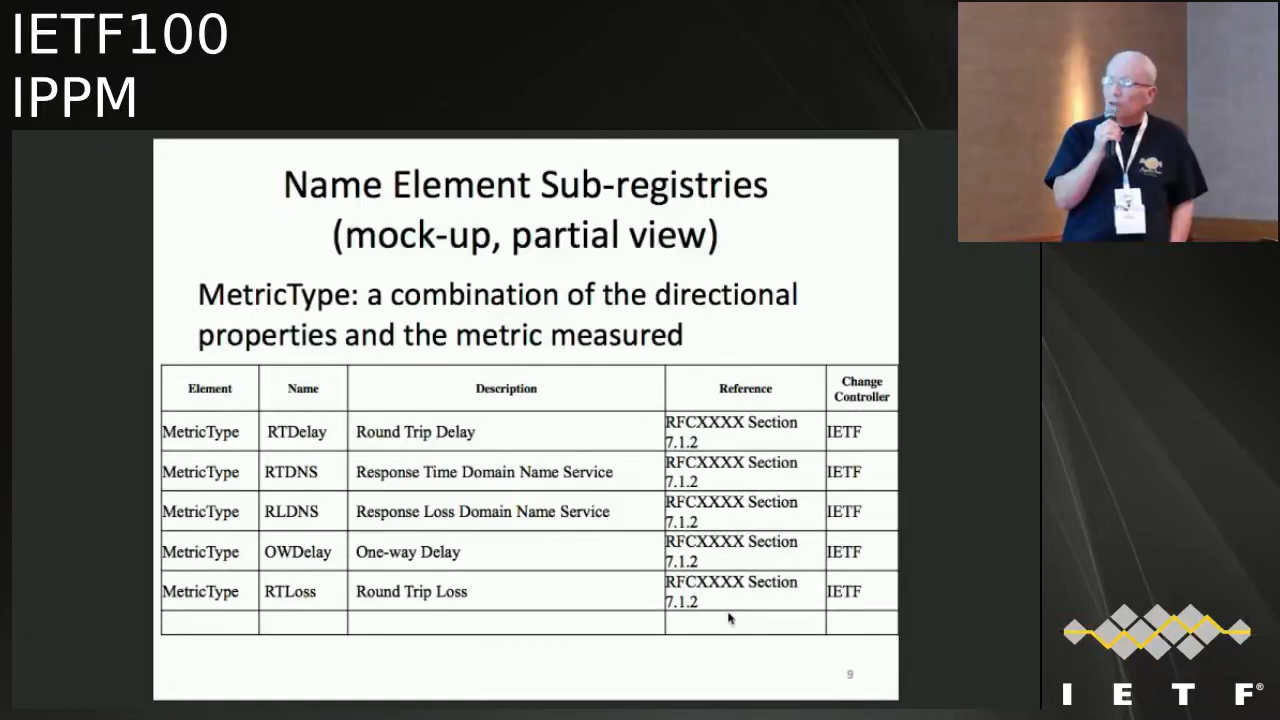 IETF100
IPPM
Name Element Sub-registries
(mock-up, partial view)
MetricType: a combination of the directional
properties and the metric measured
Element Name Description Reference Change Controller
MetricType RTDelay Round Trip Delay RFCXXXX Section 7.1.2 IETF
MetricType RTDNS Response Time Domain Name Service RFCXXXX Section 7.1.2 IETF
MetricType RLDNS Response Loss Domain Name Service RFCXXXX Section 7.1.2 IETF
MetricType OWDelay One-way Delay RFCXXXX Section 7.1.2 IETF
MetricType RTLoss Round Trip Loss RFCXXXX Section 7.1.2 IETF
9
I E T F®